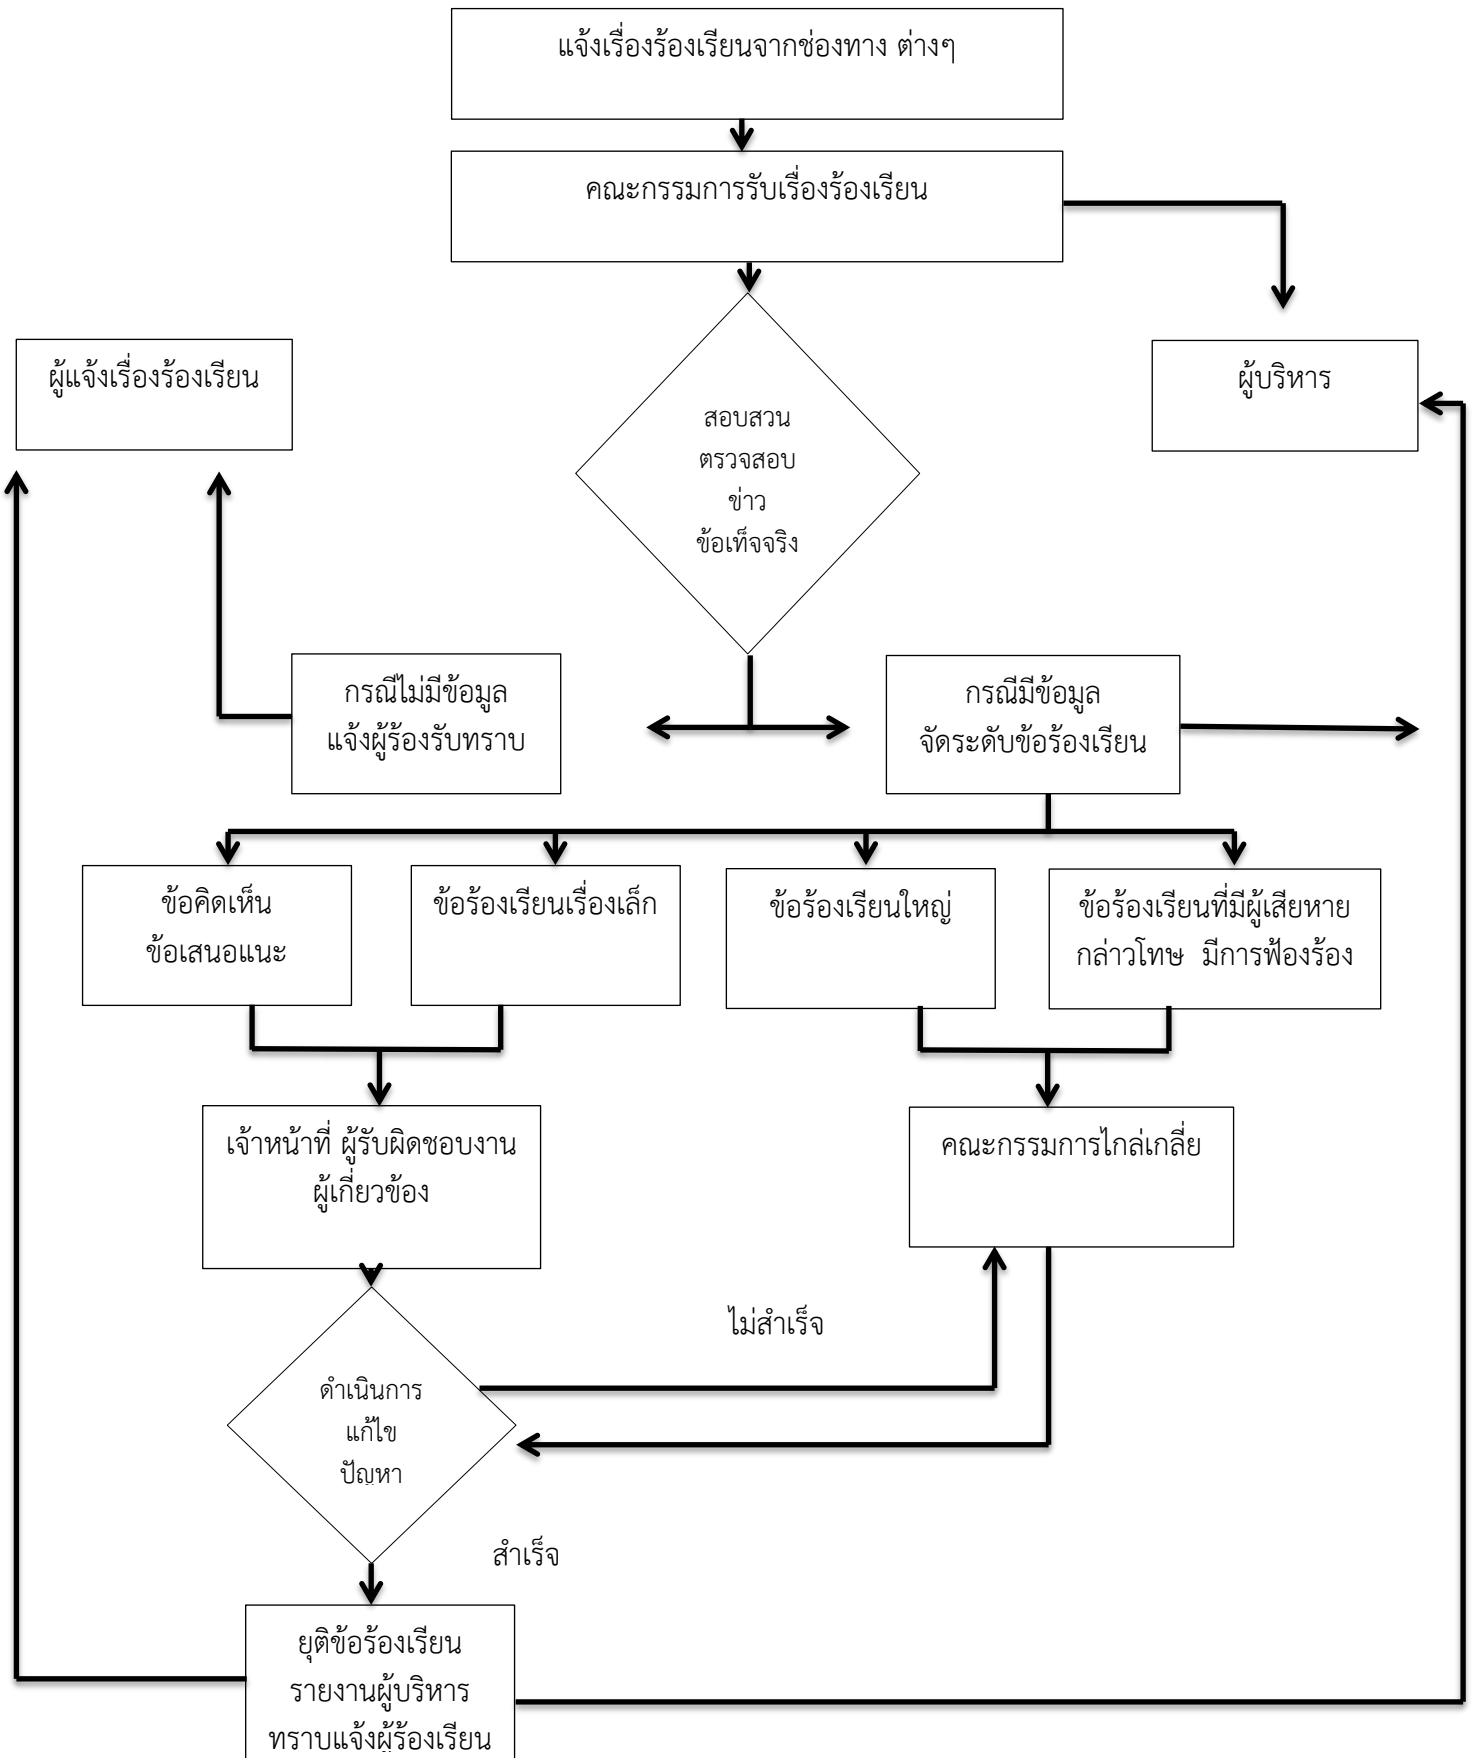 แจ้งเรื่องร้องเรียนจากช่องทาง ต่างๆ
คณะกรรมการรับเรื่องร้องเรียน
ผู้แจ้งเรื่องร้องเรียน
ผู้บริหาร
สอบสวน
ตรวจสอบ
ข่าว
ข้อเท็จจริง
กรณีไม่มีข้อมูล
แจ้งผู้ร้องรับทราบ
กรณีมีข้อมูล
จัดระดับข้อร้องเรียน
ข้อคิดเห็น
ข้อเสนอแนะ
ข้อร้องเรียนเรื่องเล็ก
ข้อร้องเรียนใหญ่
ข้อร้องเรียนที่มีผู้เสียหาย
กล่าวโทษ มีการฟ้องร้อง
เจ้าหน้าที่ ผู้รับผิดชอบงาน
ผู้เกี่ยวข้อง
คณะกรรมการไกล่เกลี่ย
ไม่สำเร็จ
ดำเนินการ
แก้ไข
ปัญหา
สำเร็จ
ยุติข้อร้องเรียน
รายงานผู้บริหาร
ทราบแจ้งผู้ร้องเรียน